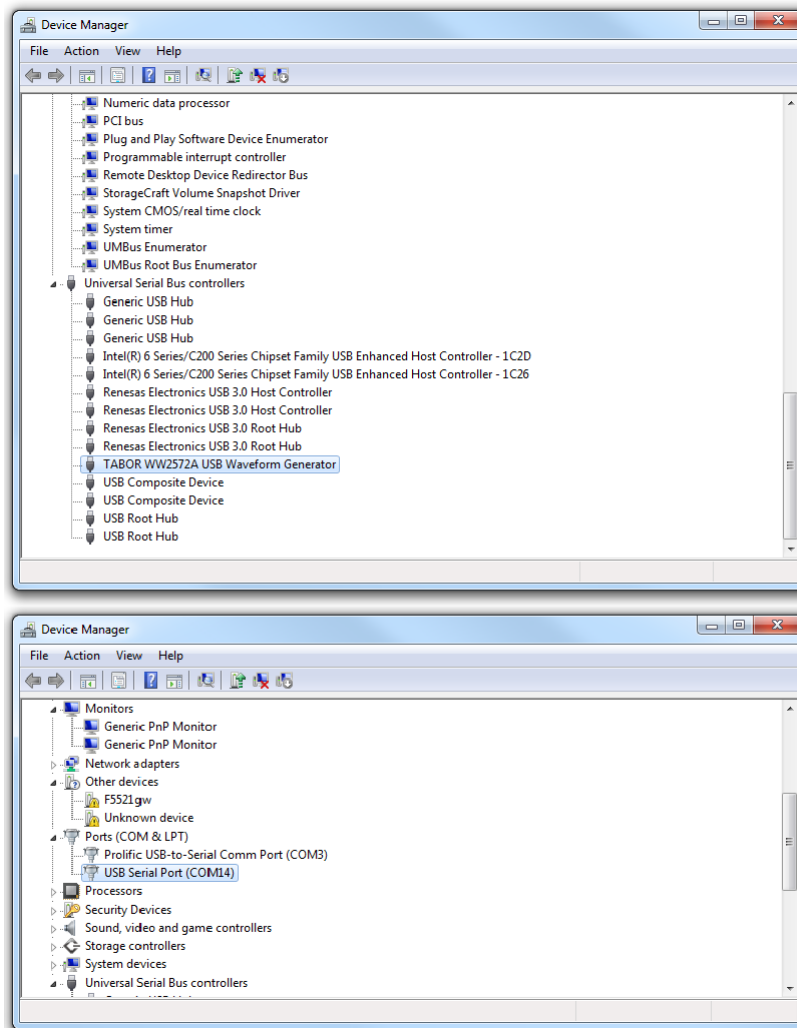 Device Manager
File Action View Help
Numeric data processor
PCI bus
Plug and Play Software Device Enumerator
Programmable interrupt controller
Remote Desktop Device Redirector Bus
StorageCraft Volume Snapshot Driver
System CMOS/real time clock
System timer
UMBus Enumerator
UMBus Root Bus Enumerator
Universal Serial Bus controllers
Generic USB Hub
Generic USB Hub
Generic USB Hub
Intel(R) 6 Series/C200 Series Chipset Family USB Enhanced Host Controller - 1C2D
Intel(R) 6 Series/C200 Series Chipset Family USB Enhanced Host Controller - 1C26
Renesas Electronics USB 3.0 Host Controller
Renesas Electronics USB 3.0 Host Controller
Renesas Electronics USB 3.0 Root Hub
Renesas Electronics USB 3.0 Root Hub
TABOR WW2572A USB Waveform Generator
USB Composite Device
USB Composite Device
USB Root Hub
USB Root Hub
Device Manager
File Action View Help
Monitors
Generic PnP Monitor
Generic PnP Monitor
Network adapters
Other devices
F5521gw
Unknown device
Ports (COM & LPT)
Prolific USB-to-Serial Comm Port (COM3)
USB Serial Port (COM14)
Processors
Security Devices
Sound, video and game controllers
Storage controllers
System devices
Universal Serial Bus controllers